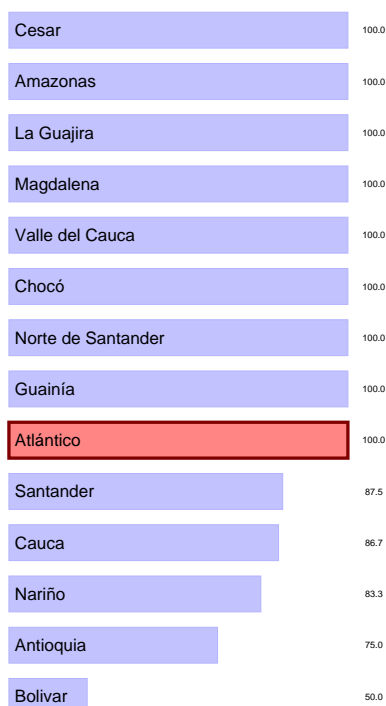 Cesar 100.0
Amazonas 100.0
La Guajira 100.0
Magdalena 100.0
Valle del Cauca 100.0
Chocó 100.0
Norte de Santander 100.0
Guainía 100.0
Atlántico 100.0
Santander 87.5
Cauca 86.7
Nariño 83.3
Antioquia 75.0
Bolivar 50.0